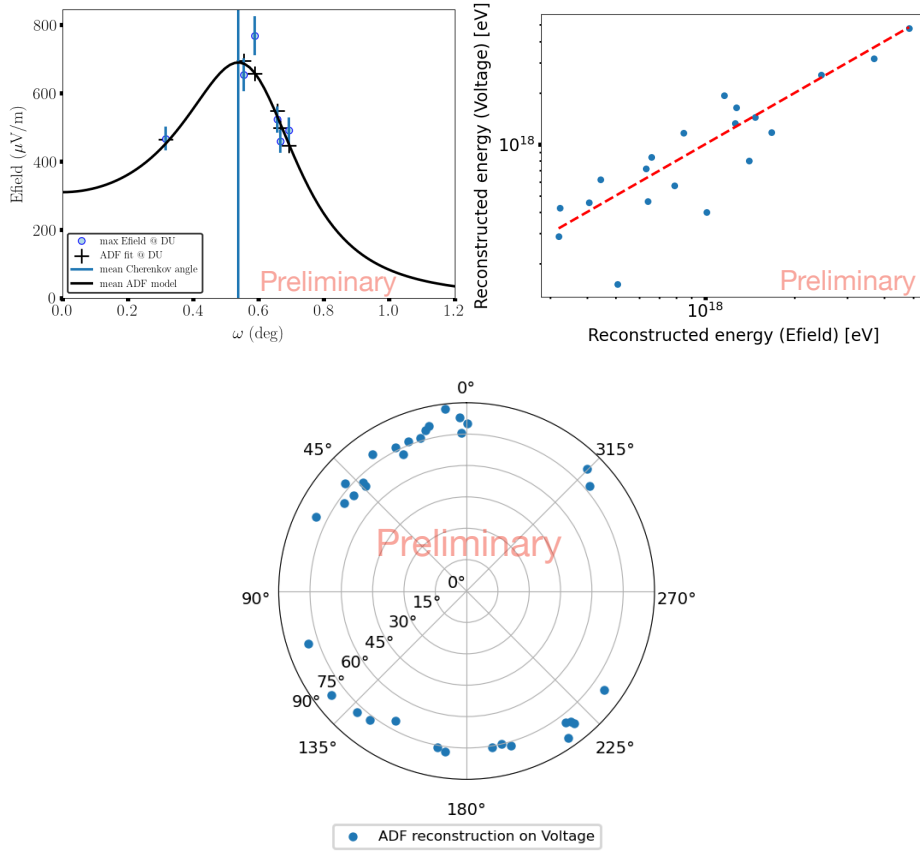 800
600
400
200
0
Efield (μV/m)
max Efield @ DU
ADF fit @ DU
mean Cherenkov angle
mean ADF model
Preliminary
0.0 0.2 0.4 0.6 0.8 1.0 1.2
ω (deg)
Reconstructed energy (Voltage) [eV]
10¹⁸
Preliminary
10¹⁸
Reconstructed energy (Efield) [eV]
0°
45° 315°
Preliminary
0°
90° 270°
15°
30°
45°
60°
75°
90°
135° 225°
180°
ADF reconstruction on Voltage